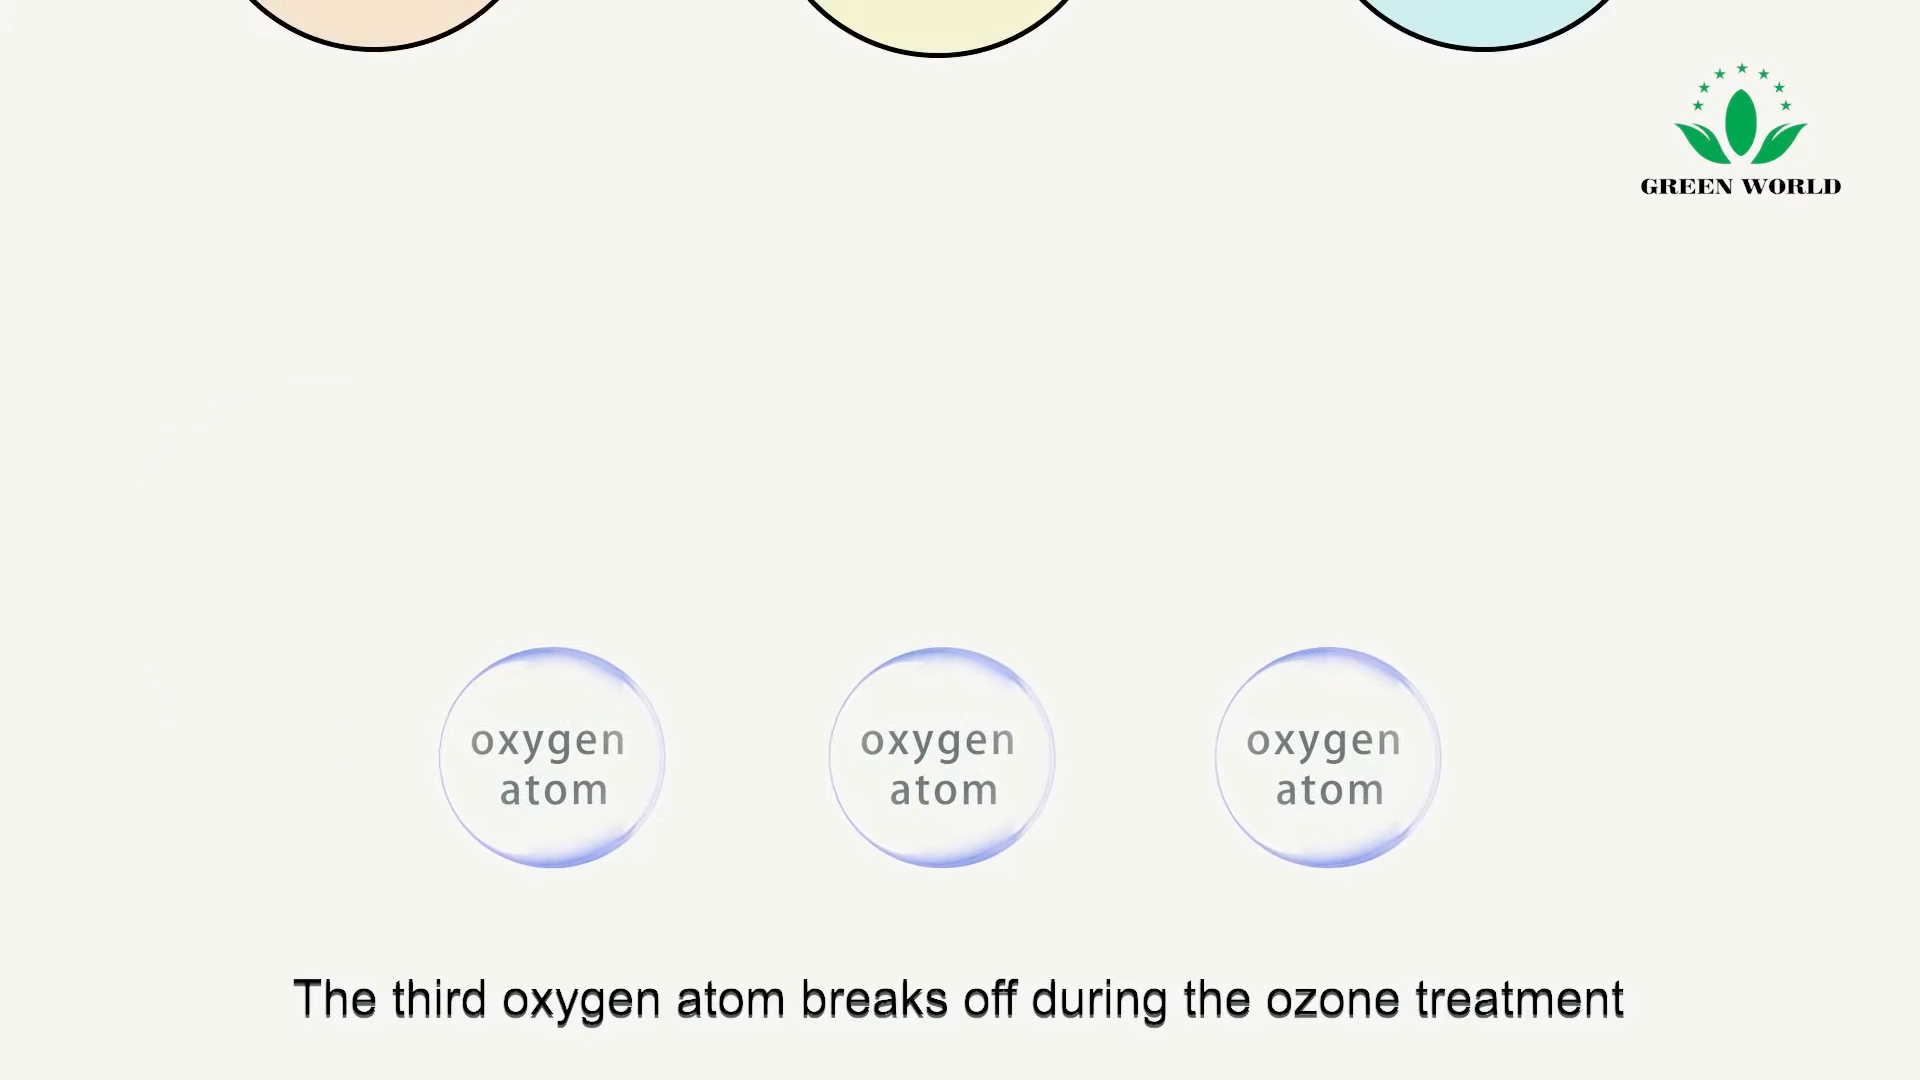 GREEN WORLD
oxygen
atom
oxygen
atom
oxygen
atom
The third oxygen atom breaks off during the ozone treatment